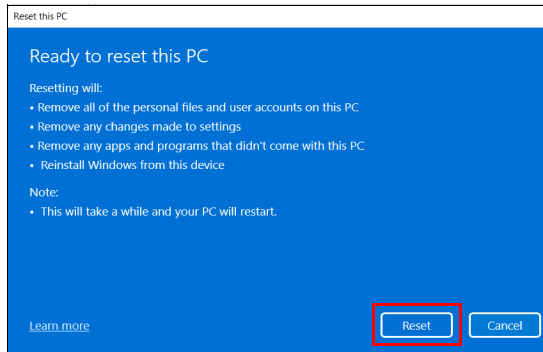 Reset this PC
Ready to reset this PC
Resetting will:
• Remove all of the personal files and user accounts on this PC
• Remove any changes made to settings
• Remove any apps and programs that didn't come with this PC
• Reinstall Windows from this device
Note:
• This will take a while and your PC will restart.
Learn more
Reset
Cancel